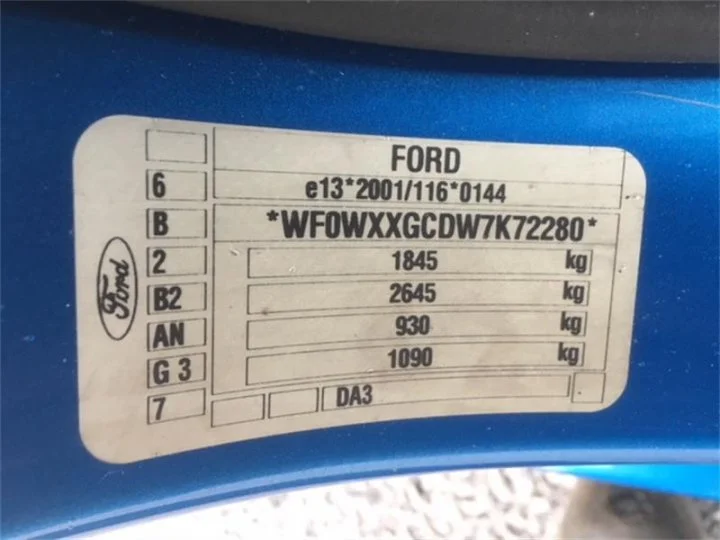 FORD
6 e13*2001/116*0144
B *WF0WXXGCDW7K72280*
2 1845 kg
B2 2645 kg
AN 930 kg
G 3 1090 kg
7 DA3
Ford